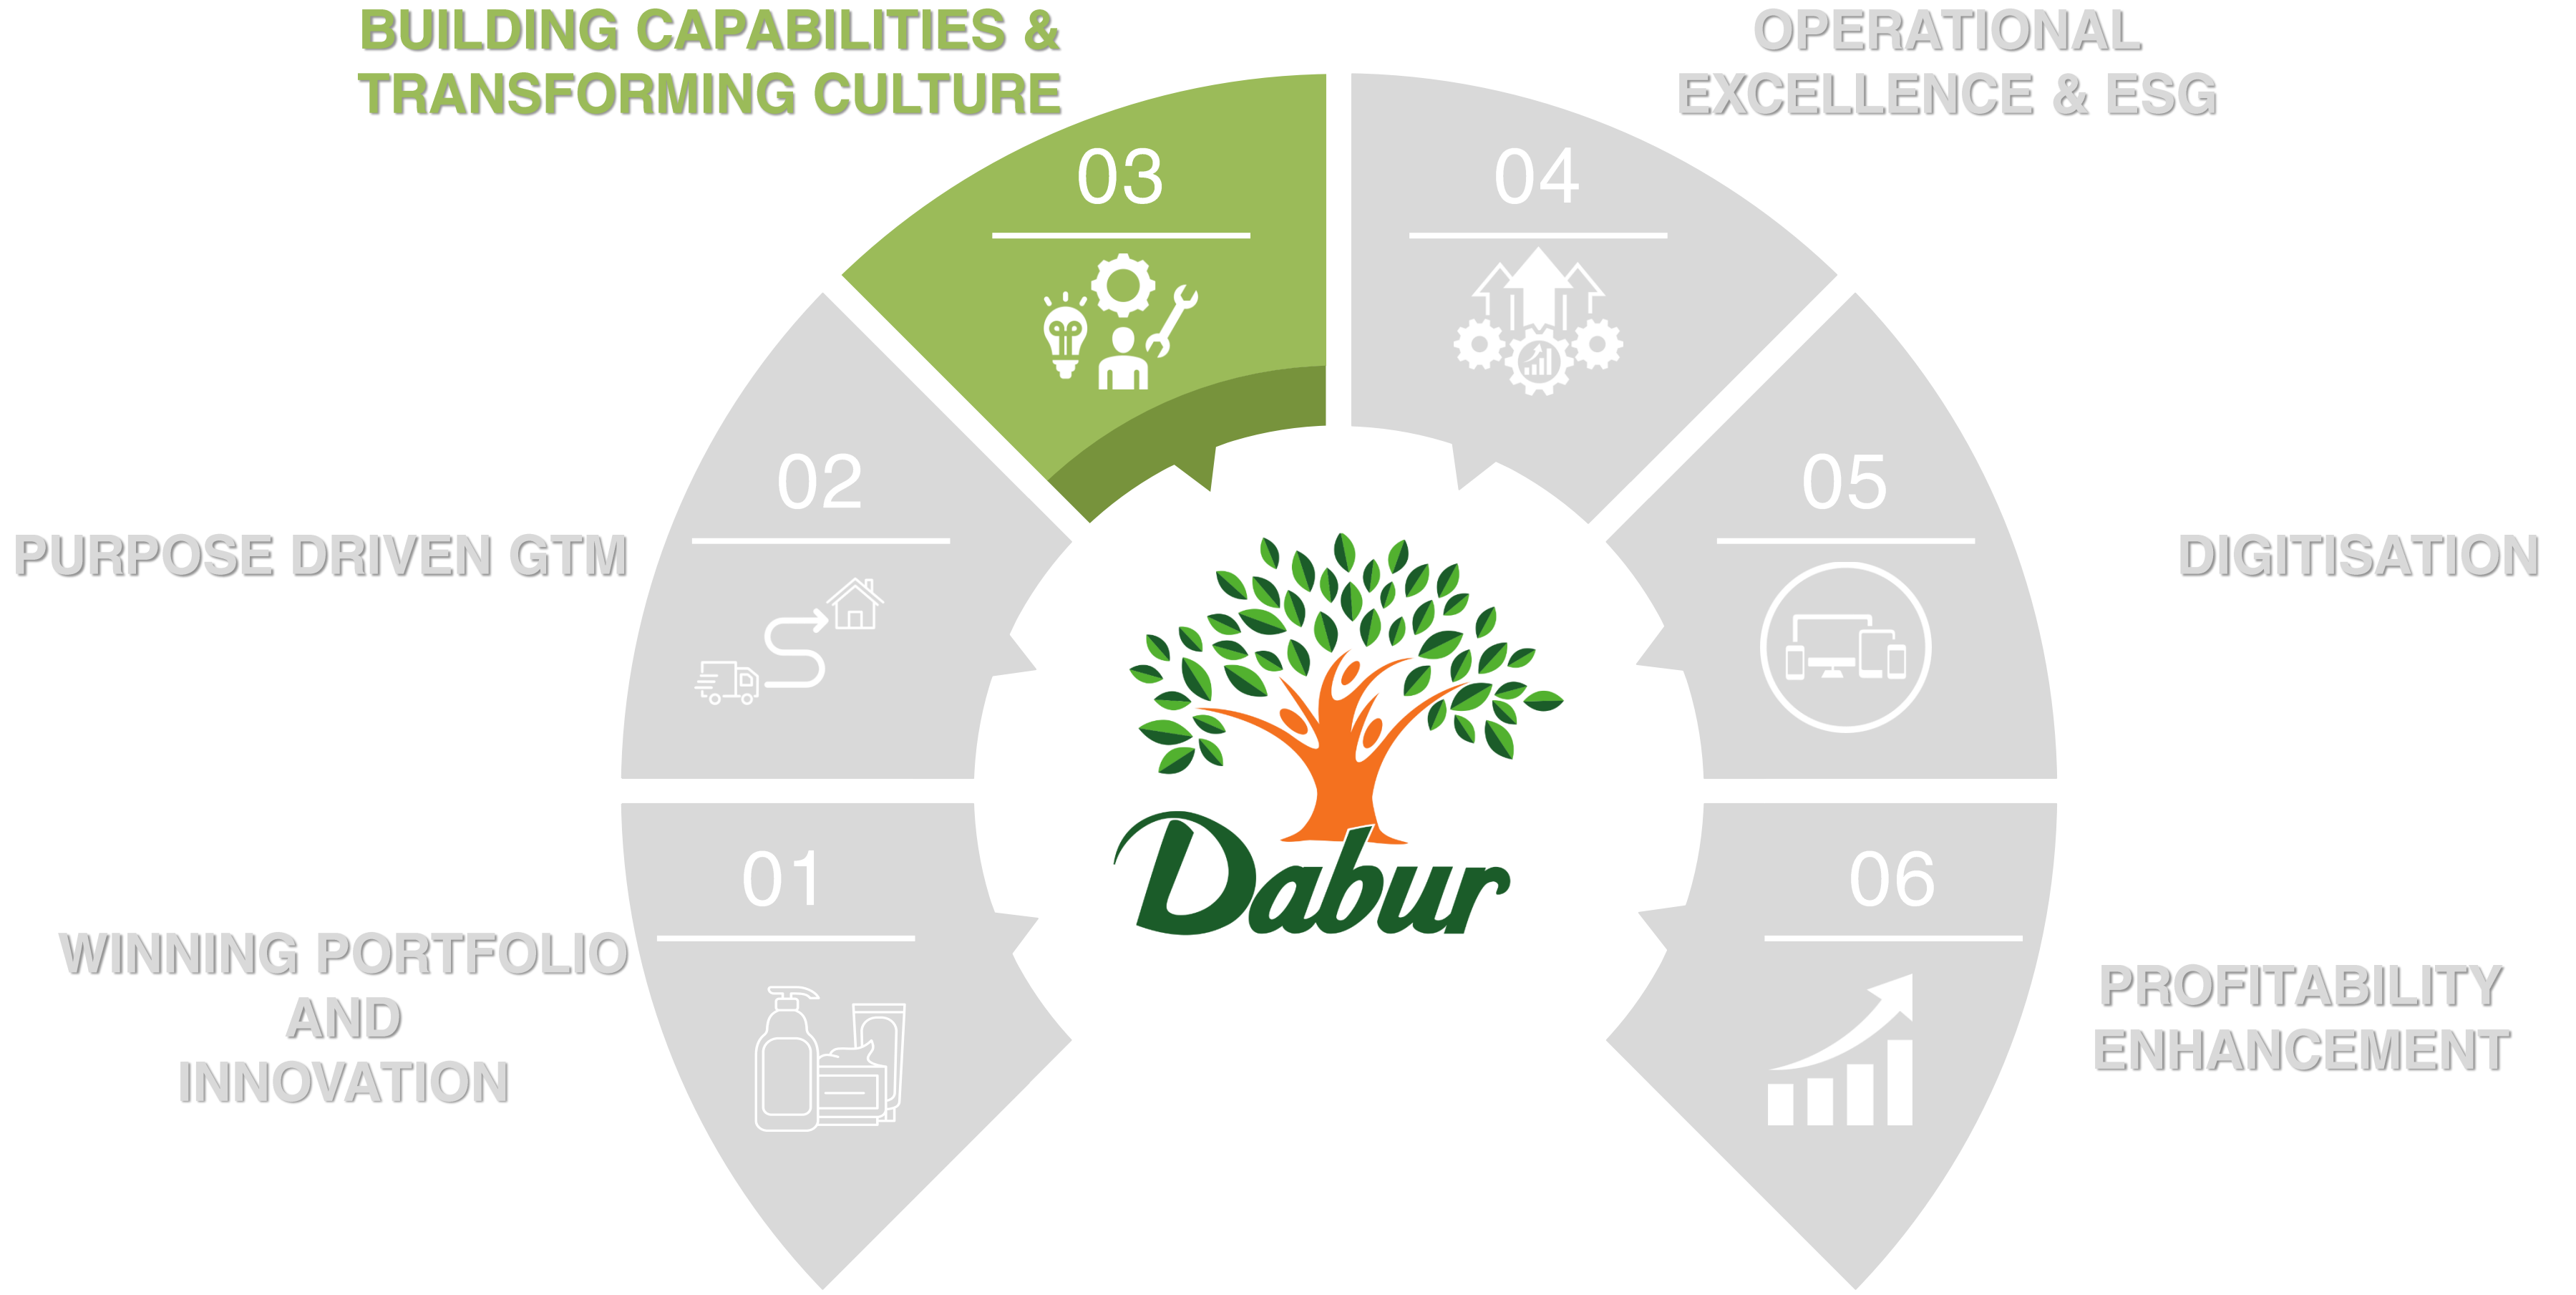 BUILDING CAPABILITIES &
TRANSFORMING CULTURE
OPERATIONAL
EXCELLENCE & ESG
03
04
02
05
PURPOSE DRIVEN GTM
DIGITISATION
Dabur
01
06
WINNING PORTFOLIO
AND
INNOVATION
PROFITABILITY
ENHANCEMENT